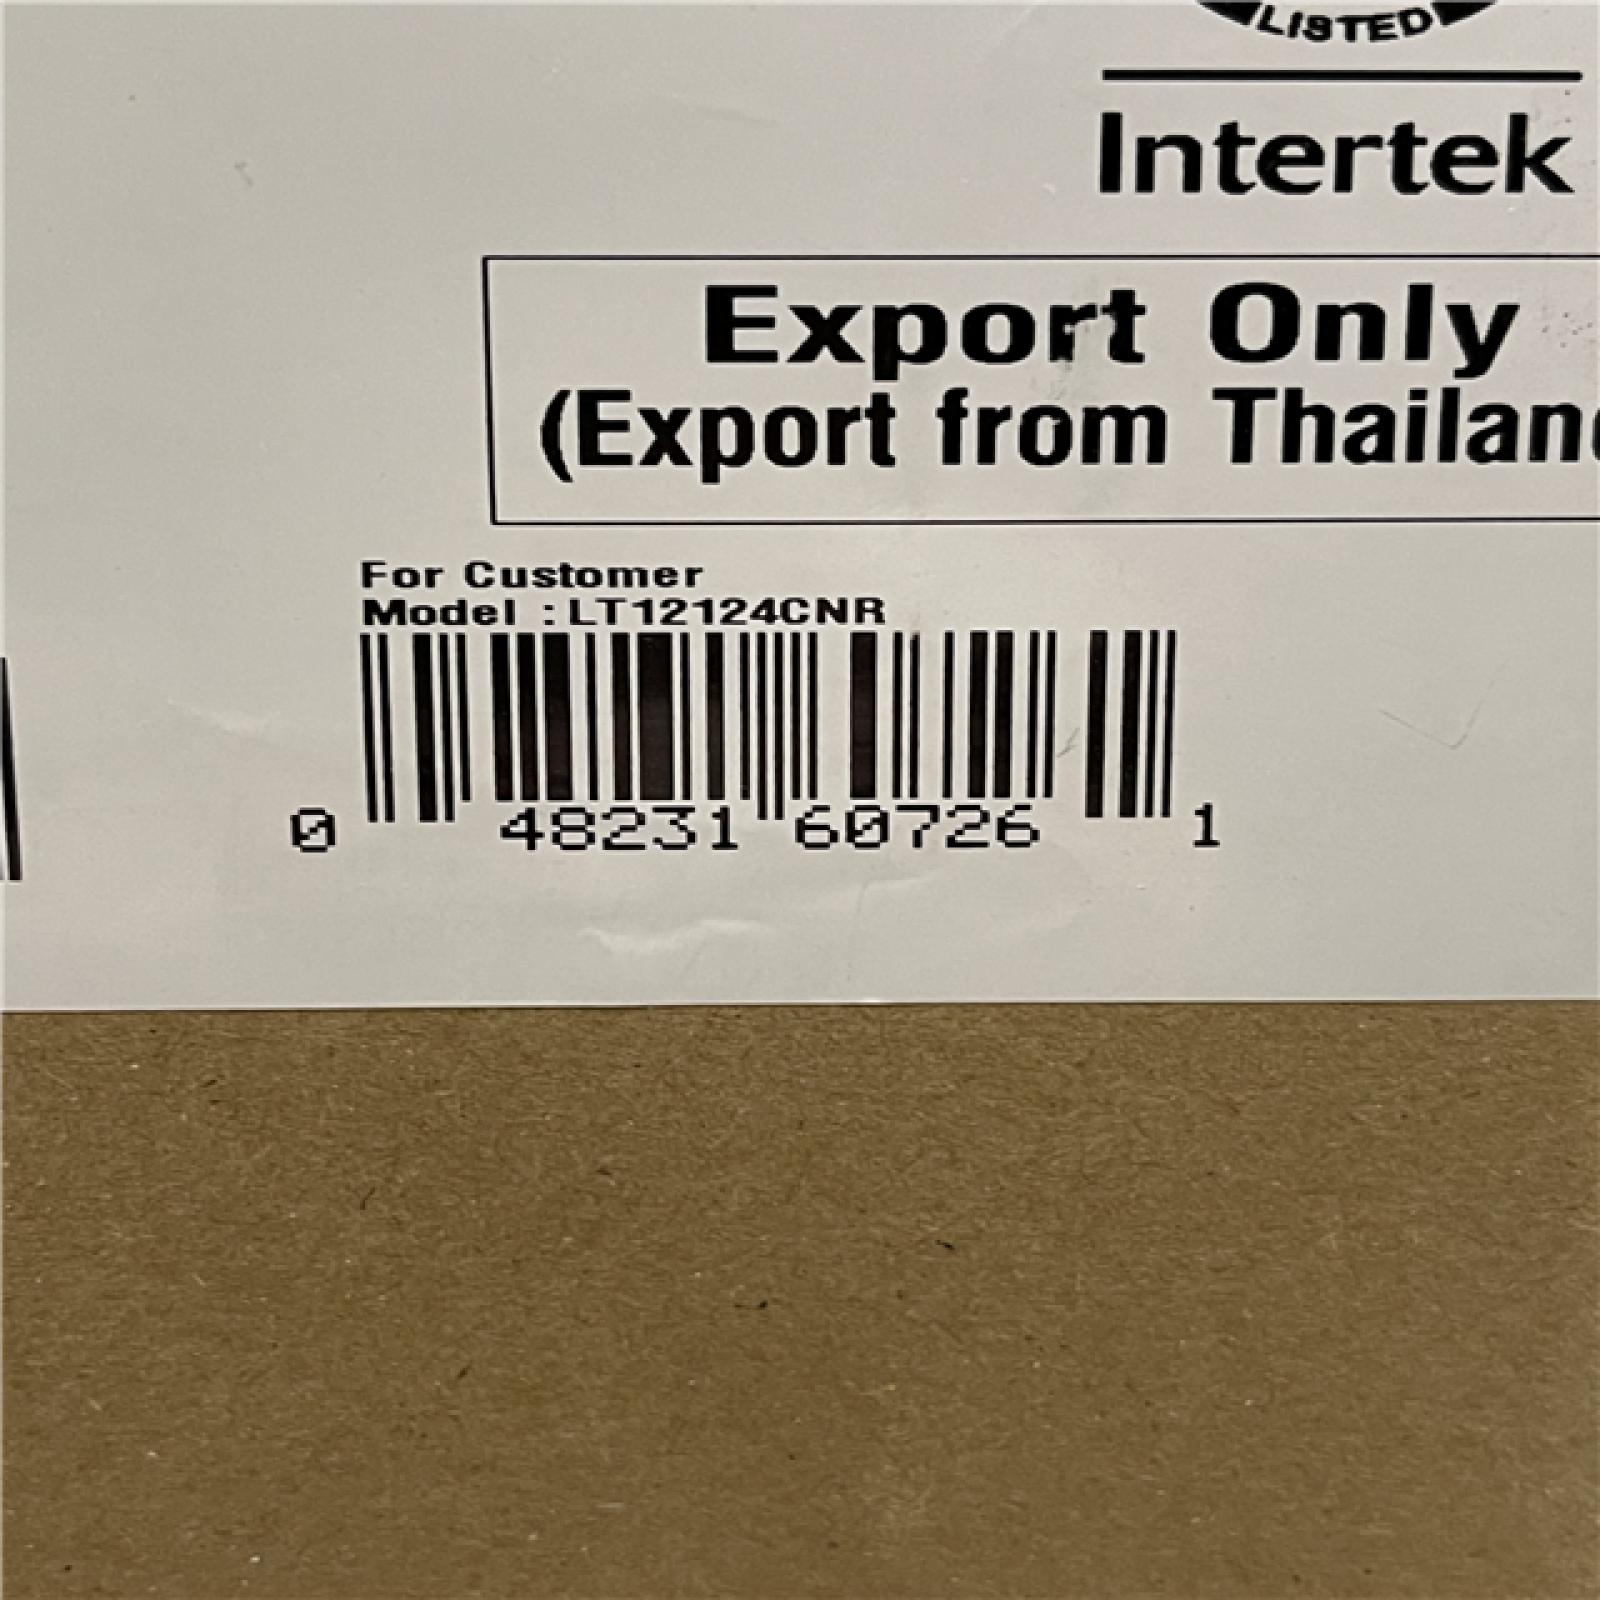 LISTED
Intertek
Export Only
(Export from Thailand
For Customer
Model : LT12124CNR
0 48231 60726 1